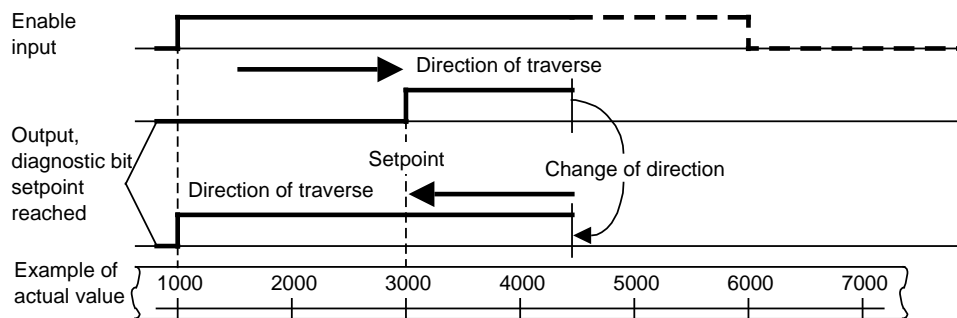 Enable
input
Direction of traverse
Output,
diagnostic bit
setpoint
reached
Setpoint
Change of direction
Direction of traverse
Example of
actual value
1000 2000 3000 4000 5000 6000 7000